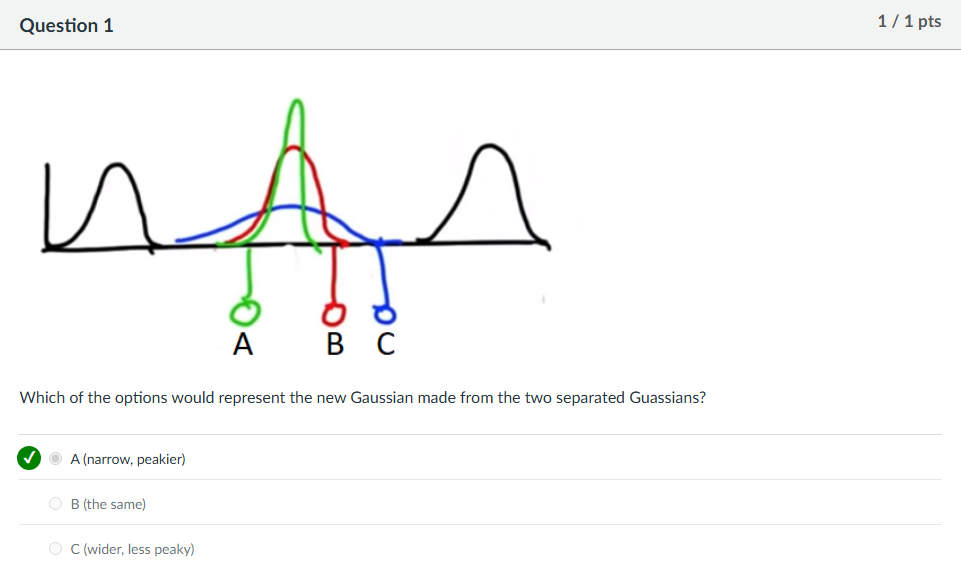 Question 1
1 / 1 pts
A
B C
Which of the options would represent the new Gaussian made from the two separated Guassians?
A (narrow, peakier)
B (the same)
C (wider, less peaky)